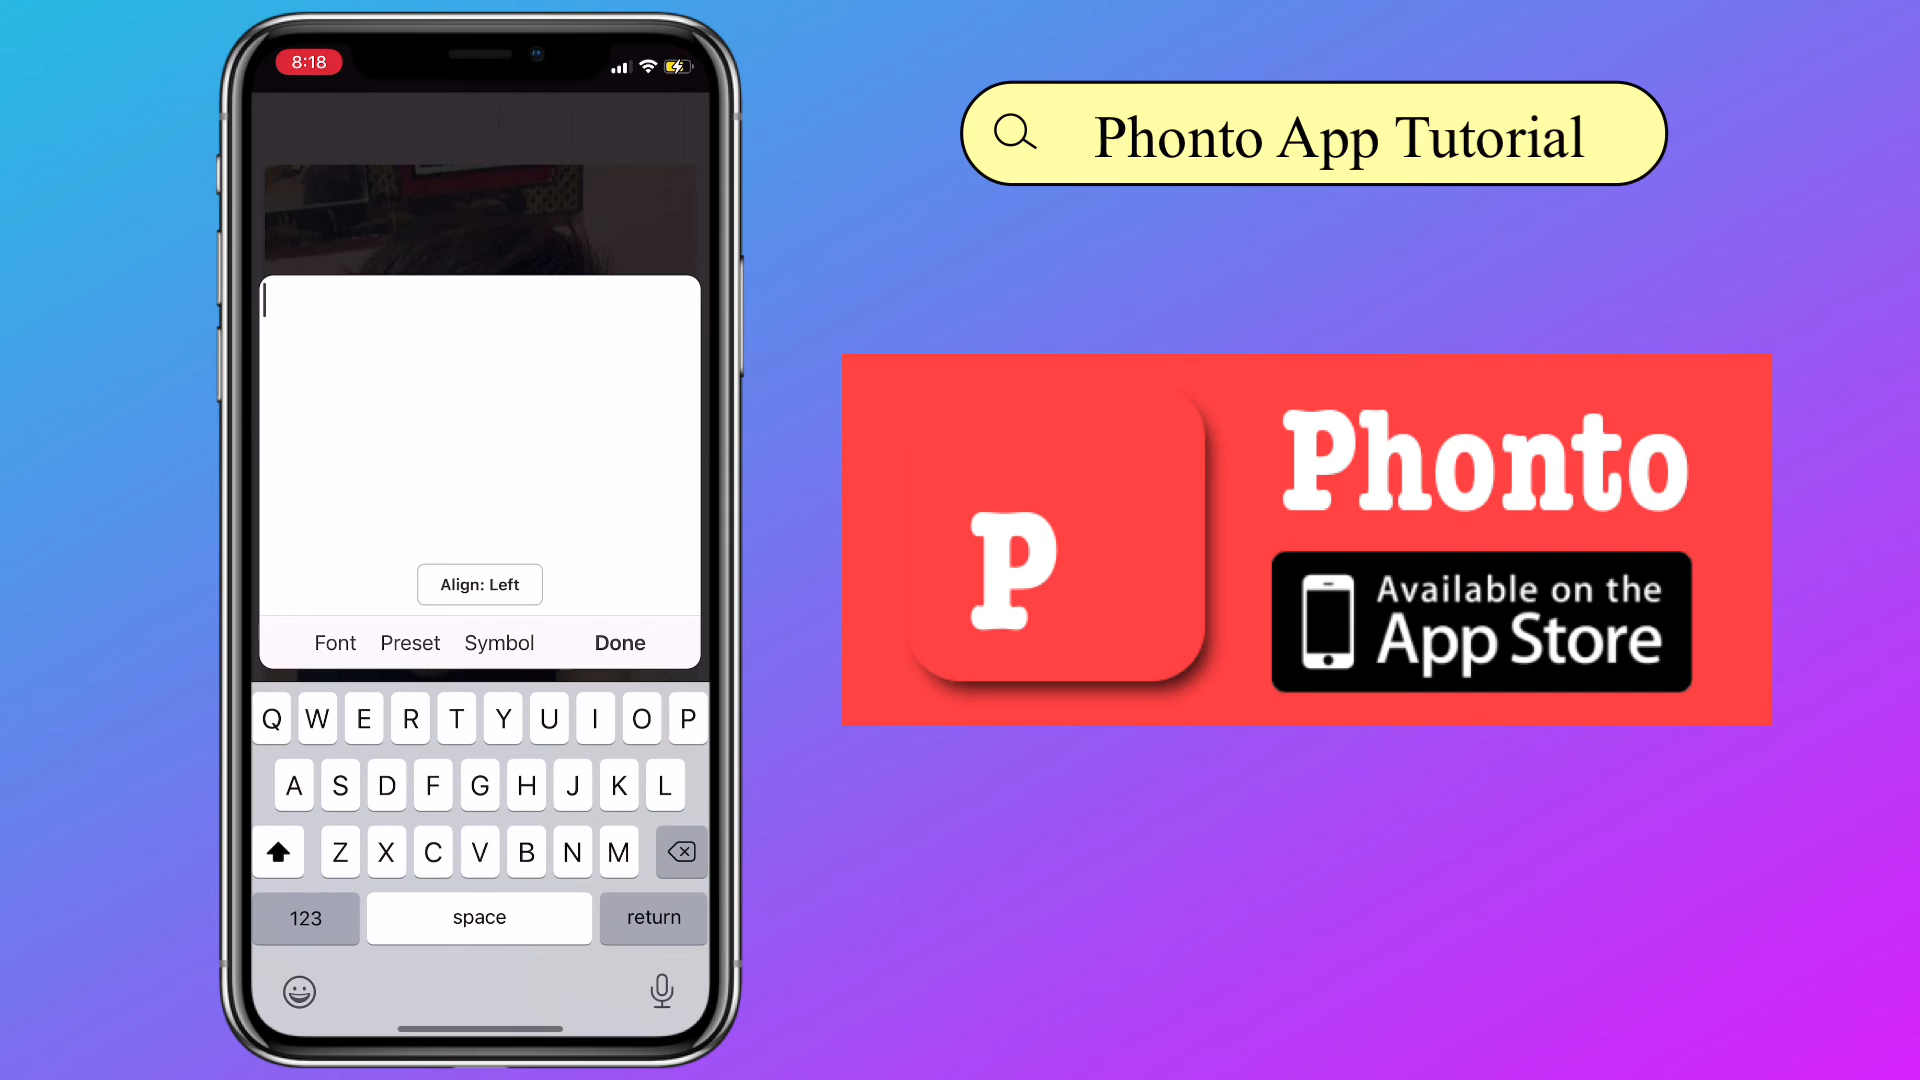 8:18
Align: Left
Font Preset Symbol Done
Q W E R T Y U I O P
A S D F G H J K L
Z X C V B N M
123 space return
Phonto App Tutorial
P
Phonto
Available on the
App Store